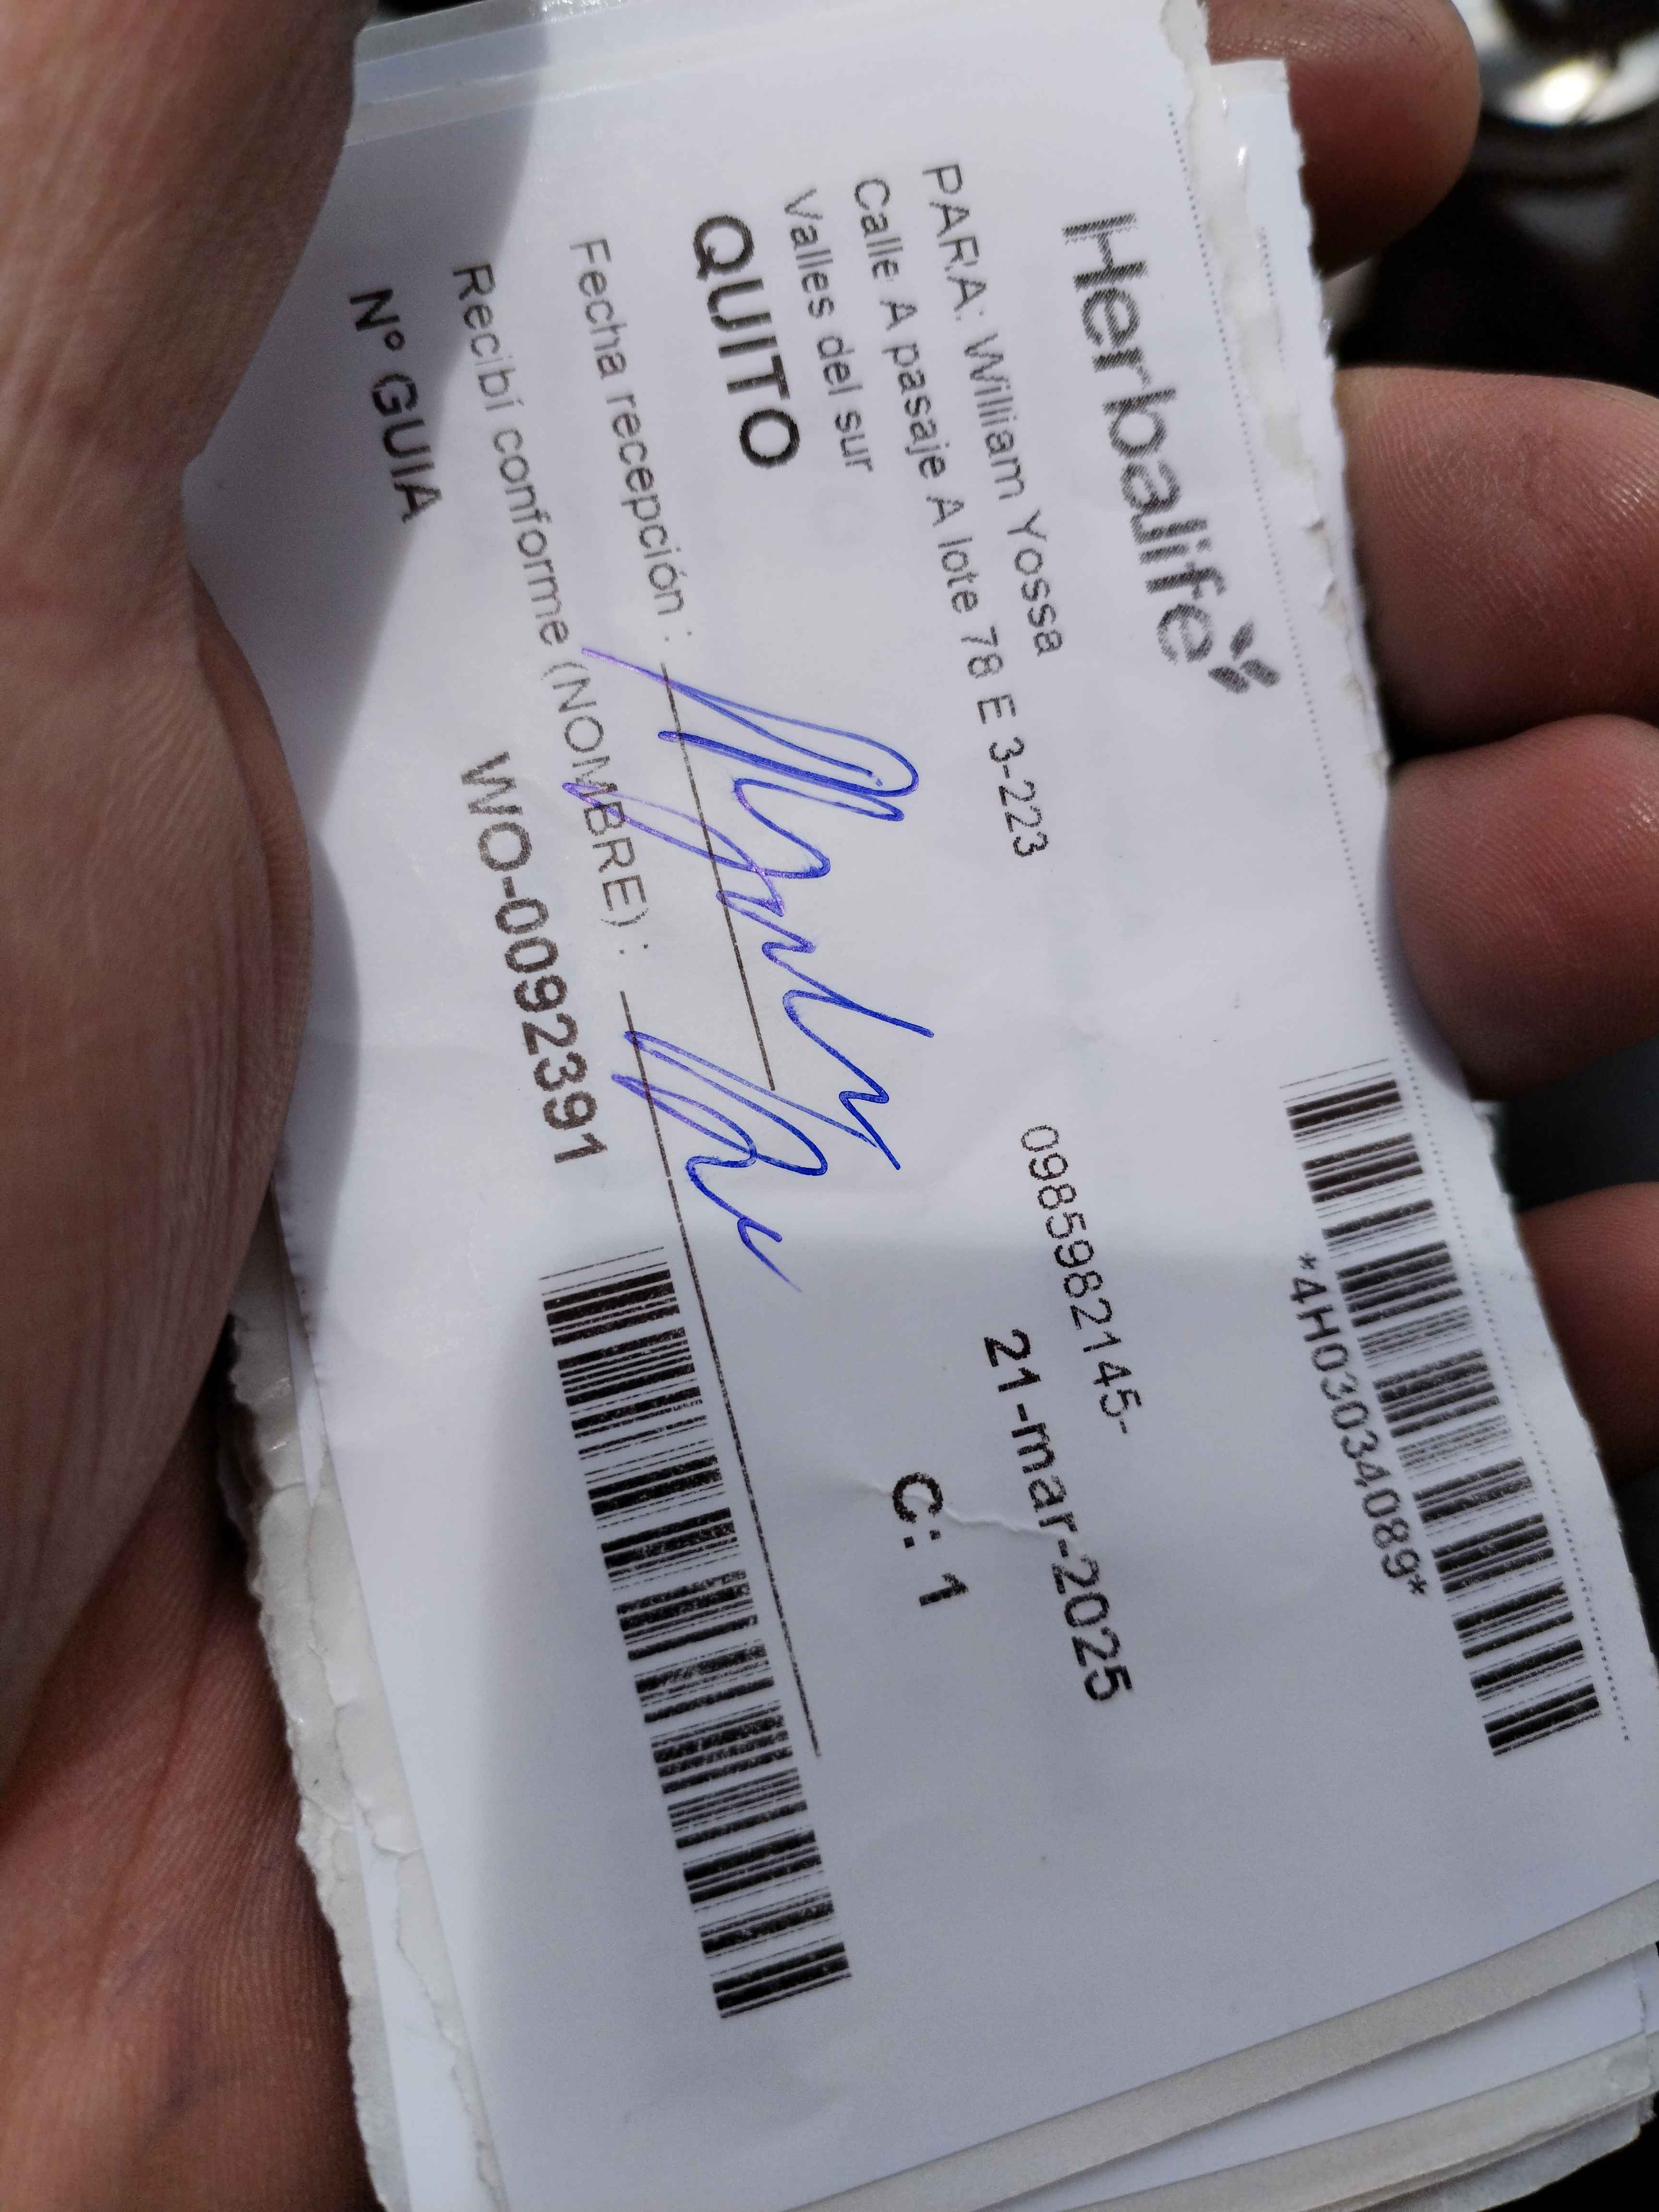 Herbalife
*4H03034089*
PARA: William Yossa
Calle A pasaje A lote 78 E 3-223
0985982145-
Valles del sur
21-mar-2025
QUITO
C: 1
Fecha recepción :
Recibí conforme (NOMBRE) :
Nº GUIA WO-0092391